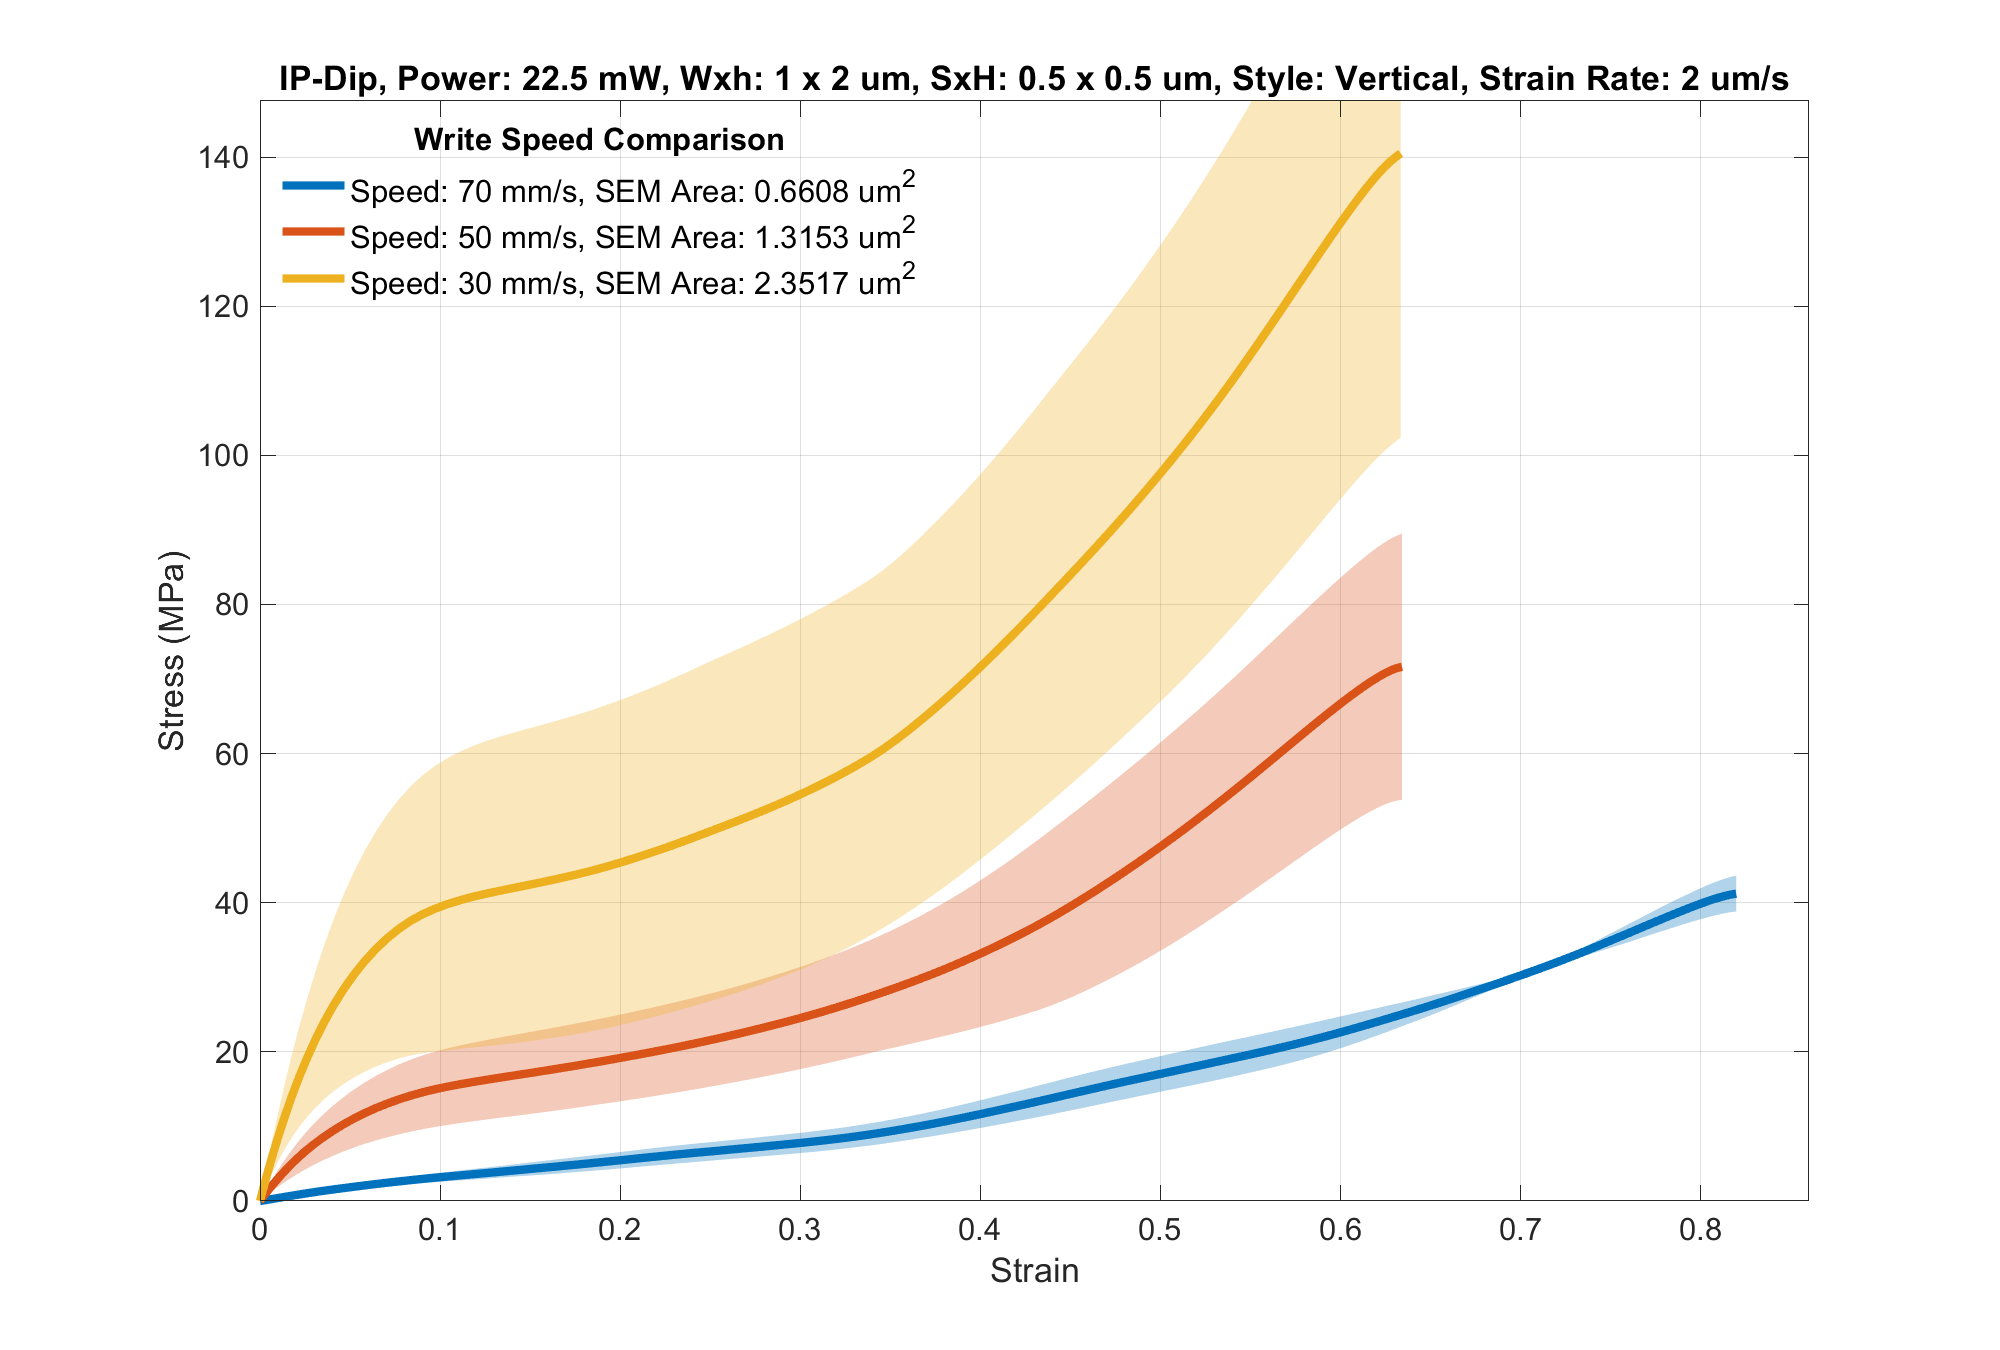 IP-Dip, Power: 22.5 mW, Wxh: 1 x 2 um, SxH: 0.5 x 0.5 um, Style: Vertical, Strain Rate: 2 um/s
Write Speed Comparison
Speed: 70 mm/s, SEM Area: 0.6608 um²
Speed: 50 mm/s, SEM Area: 1.3153 um²
Speed: 30 mm/s, SEM Area: 2.3517 um²
140
120
100
80
60
40
20
0
Stress (MPa)
0 0.1 0.2 0.3 0.4 0.5 0.6 0.7 0.8
Strain